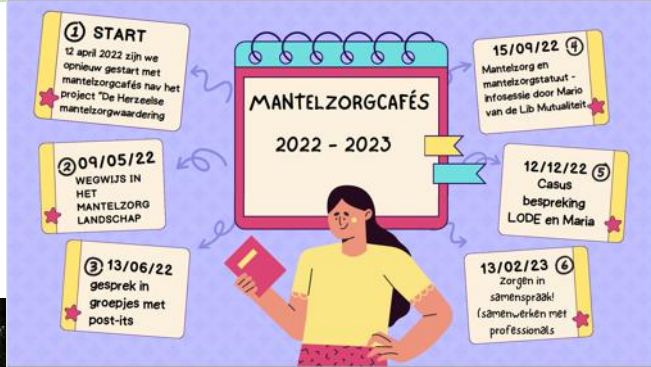 ① START
12 april 2022 zijn we
opnieuw gestart met
mantelzorgcafés nav het
project "De Herzeelse
mantelzorgwaardering
② 09/05/22
WEGWIJS IN
HET
MANTELZORG
LANDSCHAP
③ 13/06/22
gesprek in
groepjes met
post-its
MANTELZORGCAFÉS
2022 - 2023
15/09/22 ④
Mantelzorg en
mantelzorgstatuut -
infosessie door Mario
van de Lib Mutualiteit
12/12/22 ⑤
Casus
bespreking
LODE en Maria
13/02/23 ⑥
Zorgen in
samenspraak!
(samenwerken met
professionals